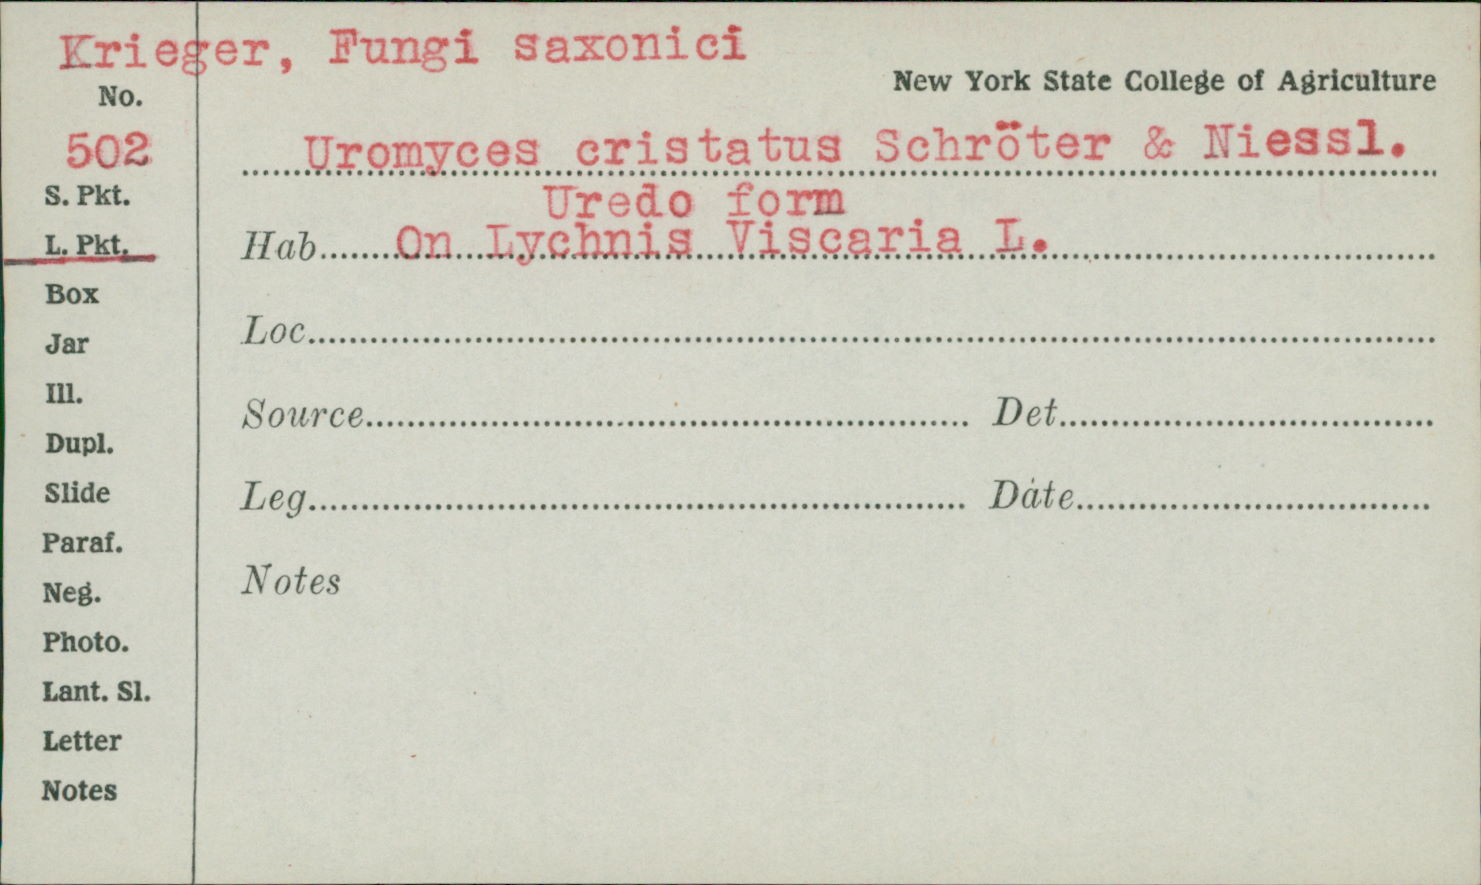 Krieger, Fungi saxonici
New York State College of Agriculture
No.
502
Uromyces cristatus Schröter & Niessl.
Uredo form
S. Pkt.
L. Pkt.
Hab. On Lychnis Viscaria L.
Box
Loc.
Jar
Ill.
Source Det.
Dupl.
Slide
Leg. Date
Paraf.
Neg.
Notes
Photo.
Lant. Sl.
Letter
Notes